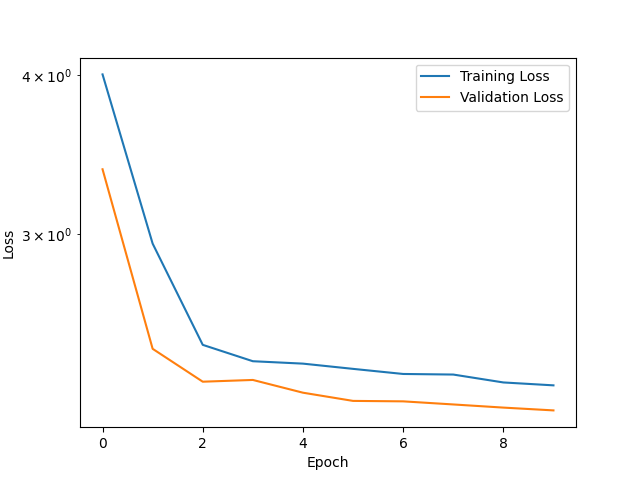 4 × 10⁰
3 × 10⁰
Loss
Training Loss
Validation Loss
0 2 4 6 8
Epoch